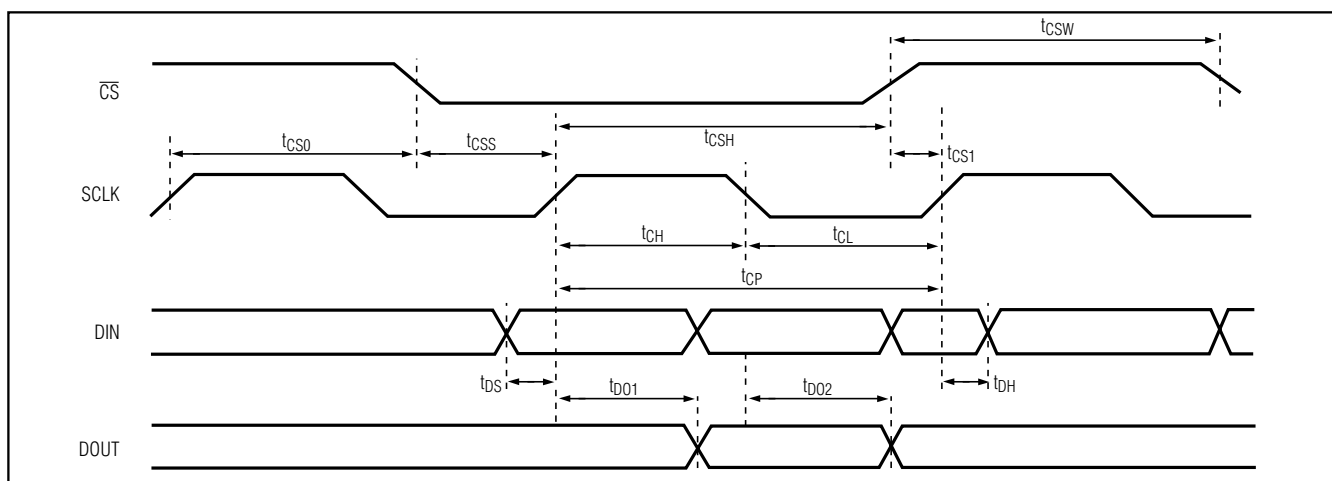 tCSW
CS
tCS0 tCSS tCSH tCS1
SCLK
tCH tCL
tCP
DIN
tDS tDO1 tDO2 tDH
DOUT